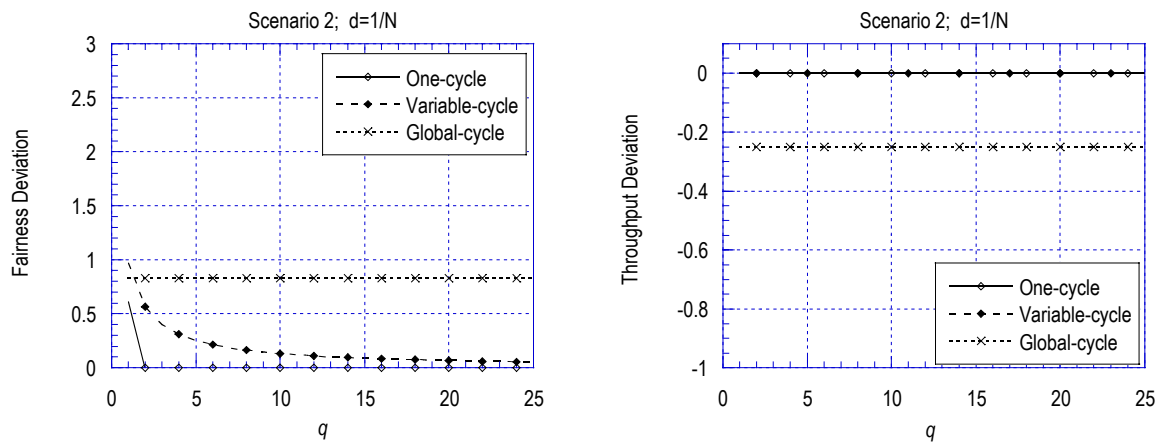 Scenario 2; d=1/N
3
2.5
2
1.5
1
0.5
0
Fairness Deviation
One-cycle
Variable-cycle
Global-cycle
0 5 10 15 20 25
q
Scenario 2; d=1/N
0
-0.2
-0.4
-0.6
-0.8
-1
Throughput Deviation
One-cycle
Variable-cycle
Global-cycle
0 5 10 15 20 25
q